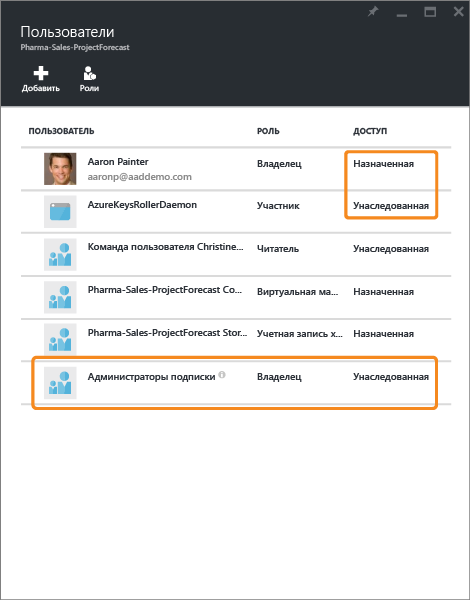 Пользователи
Pharma-Sales-ProjectForecast
Добавить Роли
ПОЛЬЗОВАТЕЛЬ РОЛЬ ДОСТУП
Aaron Painter Владелец Назначенная
aaronp@aaddemo.com
AzureKeysRollerDaemon Участник Унаследованная
Команда пользователя Christine... Читатель Унаследованная
Pharma-Sales-ProjectForecast Co... Виртуальная ма... Назначенная
Pharma-Sales-ProjectForecast Stor... Учетная запись х... Назначенная
Администраторы подписки Владелец Унаследованная